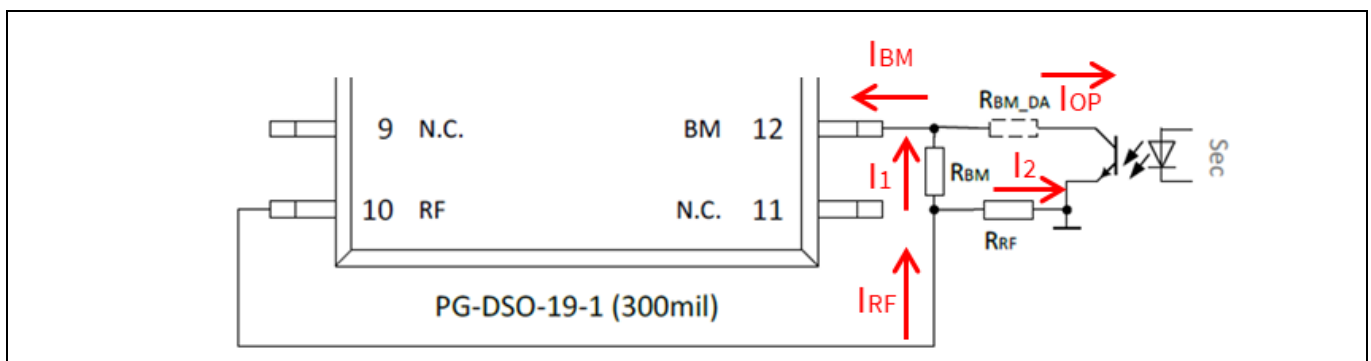 IBM
RBM_DA IOP
9 N.C. BM 12
I1 RBM I2 Sec
10 RF N.C. 11
RRF
IRF
PG-DSO-19-1 (300mil)